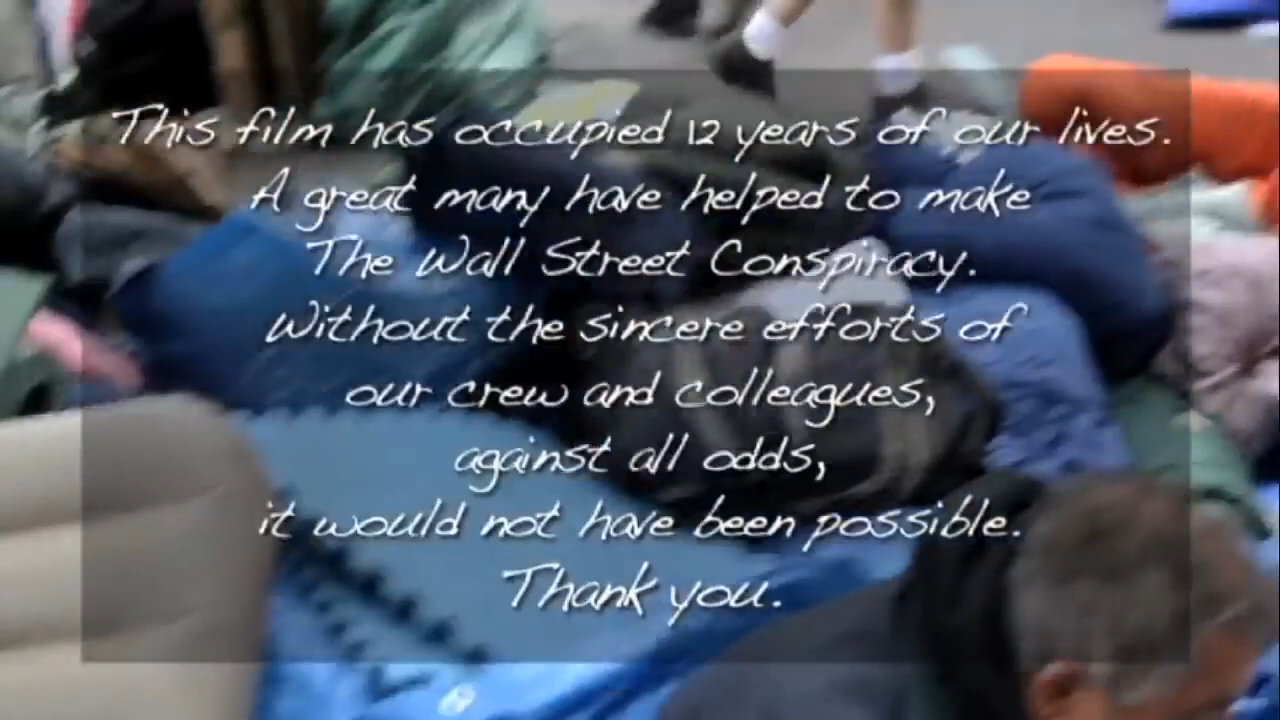 This film has occupied 12 years of our lives.
A great many have helped to make
The Wall Street Conspiracy.
Without the sincere efforts of
our crew and colleagues,
against all odds,
it would not have been possible.
Thank you.